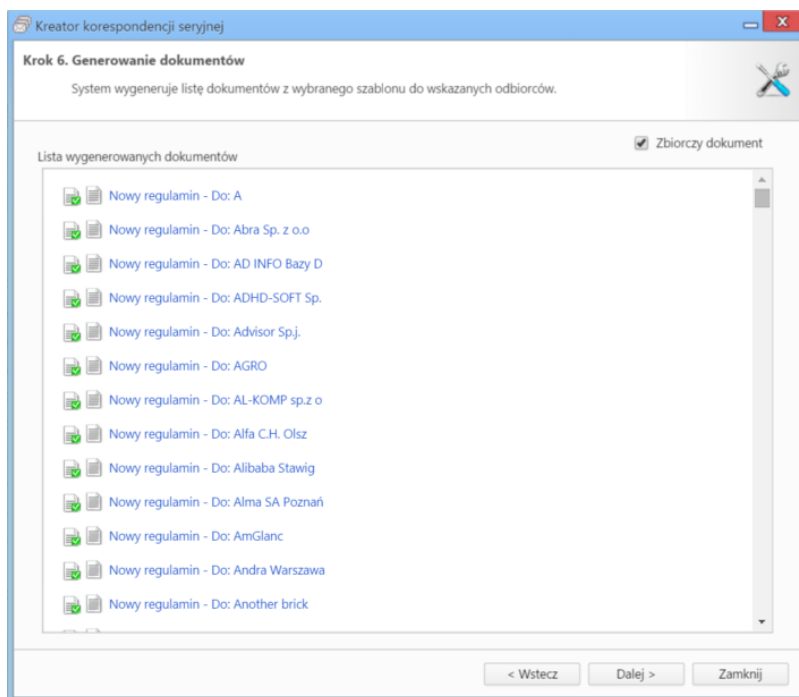 Kreator korespondencji seryjnej
Krok 6. Generowanie dokumentów
System wygeneruje listę dokumentów z wybranego szablonu do wskazanych odbiorców.
Zbiorczy dokument
Lista wygenerowanych dokumentów
Nowy regulamin - Do: A
Nowy regulamin - Do: Abra Sp. z o.o
Nowy regulamin - Do: AD INFO Bazy D
Nowy regulamin - Do: ADHD-SOFT Sp.
Nowy regulamin - Do: Advisor Sp.j.
Nowy regulamin - Do: AGRO
Nowy regulamin - Do: AL-KOMP sp.z o
Nowy regulamin - Do: Alfa C.H. Olsz
Nowy regulamin - Do: Alibaba Stawig
Nowy regulamin - Do: Alma SA Poznań
Nowy regulamin - Do: AmGlanc
Nowy regulamin - Do: Andra Warszawa
Nowy regulamin - Do: Another brick
< Wstecz Dalej > Zamknij